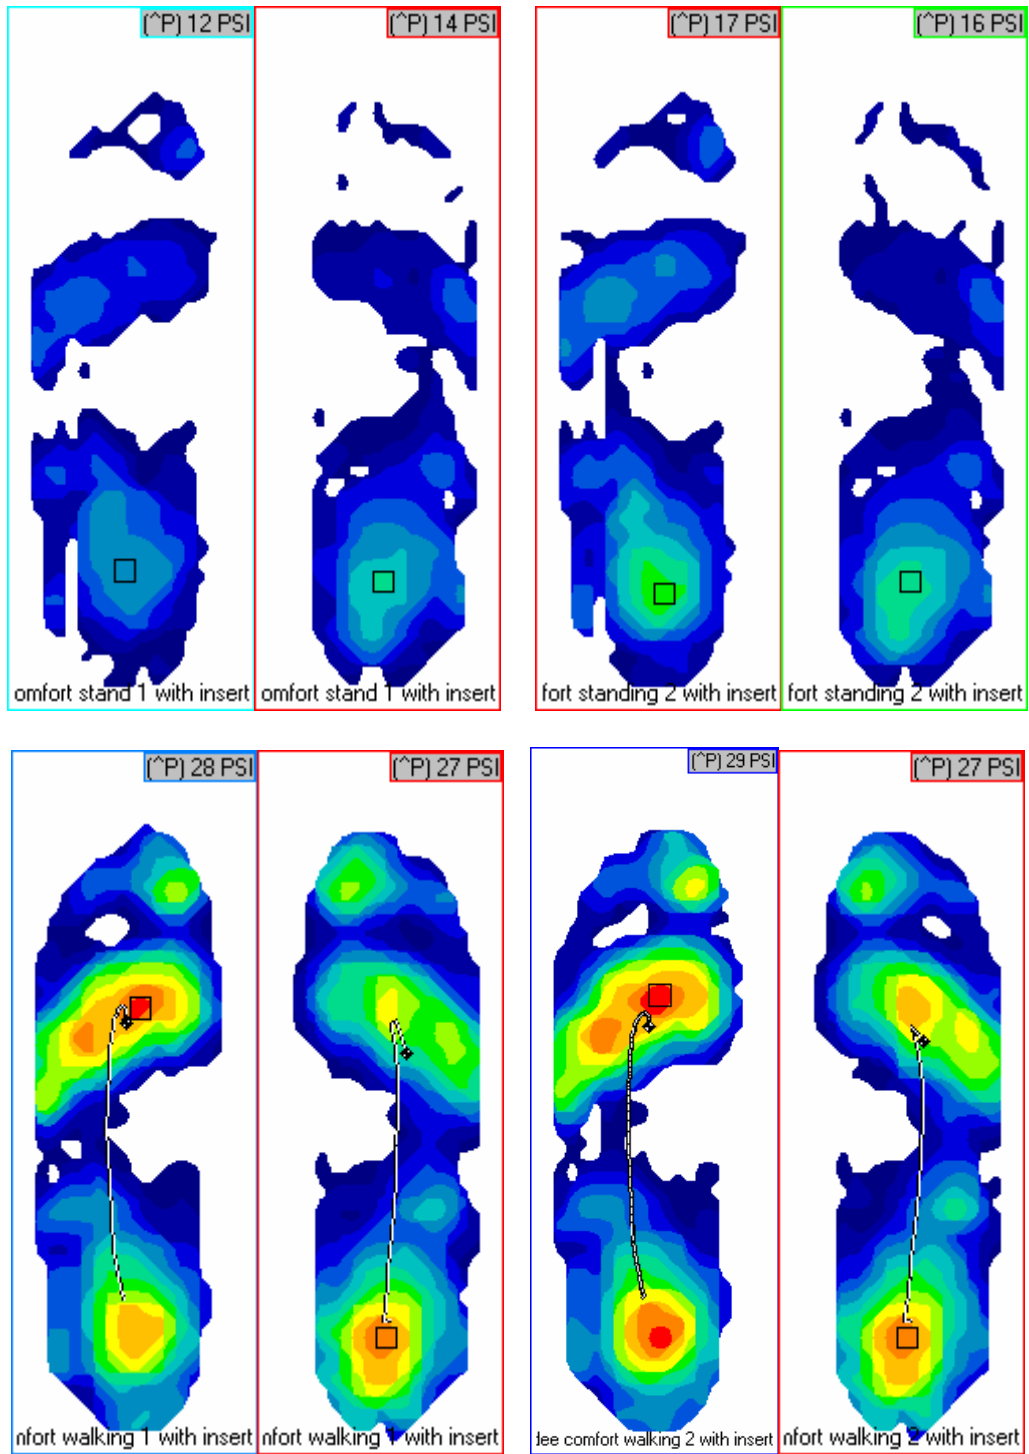 (^P) 12 PSI
(^P) 14 PSI
(^P) 17 PSI
(^P) 16 PSI
omfort stand 1 with insert
omfort stand 1 with insert
fort standing 2 with insert
fort standing 2 with insert
(^P) 28 PSI
(^P) 27 PSI
(^P) 29 PSI
(^P) 27 PSI
nfort walking 1 with insert
nfort walking 1 with insert
dee comfort walking 2 with insert
nfort walking 2 with insert